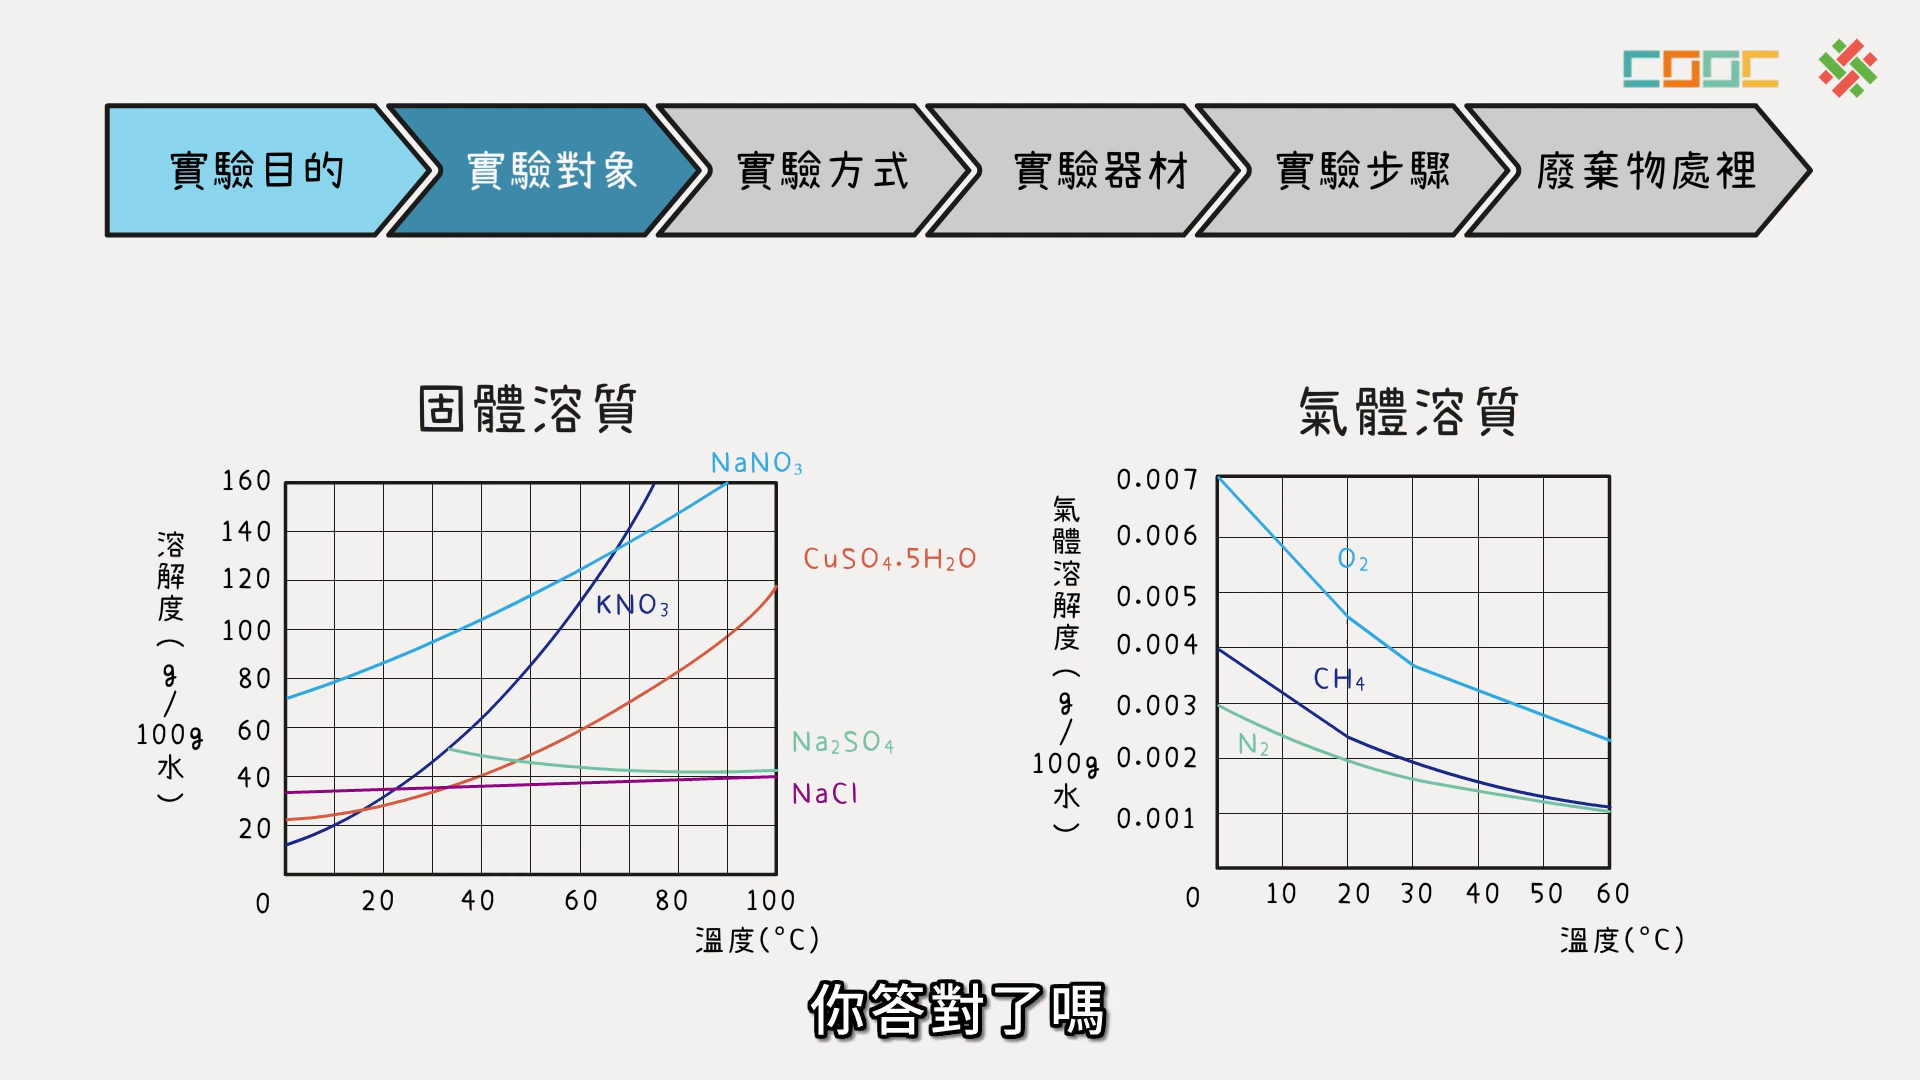 COOC
實驗目的
實驗對象
實驗方式
實驗器材
實驗步驟
廢棄物處裡
固體溶質
溶解度(g/100g水)
160
140
120
100
80
60
40
20
0
20
40
60
80
100
溫度(°C)
NaNO₃
CuSO₄·5H₂O
KNO₃
Na₂SO₄
NaCl
氣體溶質
氣體溶解度(g/100g水)
0.007
0.006
0.005
0.004
0.003
0.002
0.001
0
10
20
30
40
50
60
溫度(°C)
O₂
CH₄
N₂
你答對了嗎